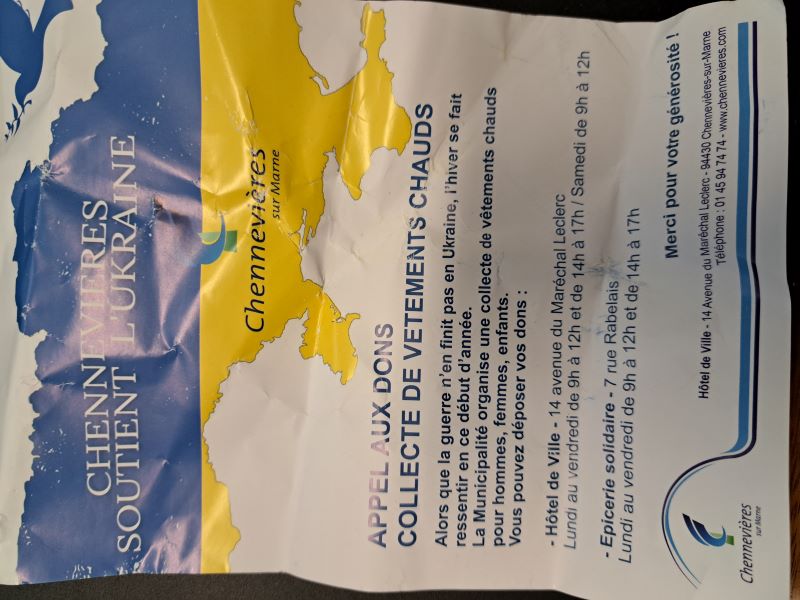 CHENNEVIERES
SOUTIENT L'UKRAINE
Chennevières
sur Marne
APPEL AUX DONS
COLLECTE DE VETEMENTS CHAUDS
Alors que la guerre n'en finit pas en Ukraine, l'hiver se fait
ressentir en ce début d'année.
La Municipalité organise une collecte de vêtements chauds
pour hommes, femmes, enfants.
Vous pouvez déposer vos dons :
- Hôtel de Ville - 14 avenue du Maréchal Leclerc
Lundi au vendredi de 9h à 12h et de 14h à 17h / Samedi de 9h à 12h
- Epicerie solidaire - 7 rue Rabelais
Lundi au vendredi de 9h à 12h et de 14h à 17h
Merci pour votre générosité !
Hôtel de Ville - 14 Avenue du Maréchal Leclerc - 94430 Chennevières-sur-Marne
Téléphone : 01 45 94 74 74 - www.chennevieres.com
Chennevières
sur Marne